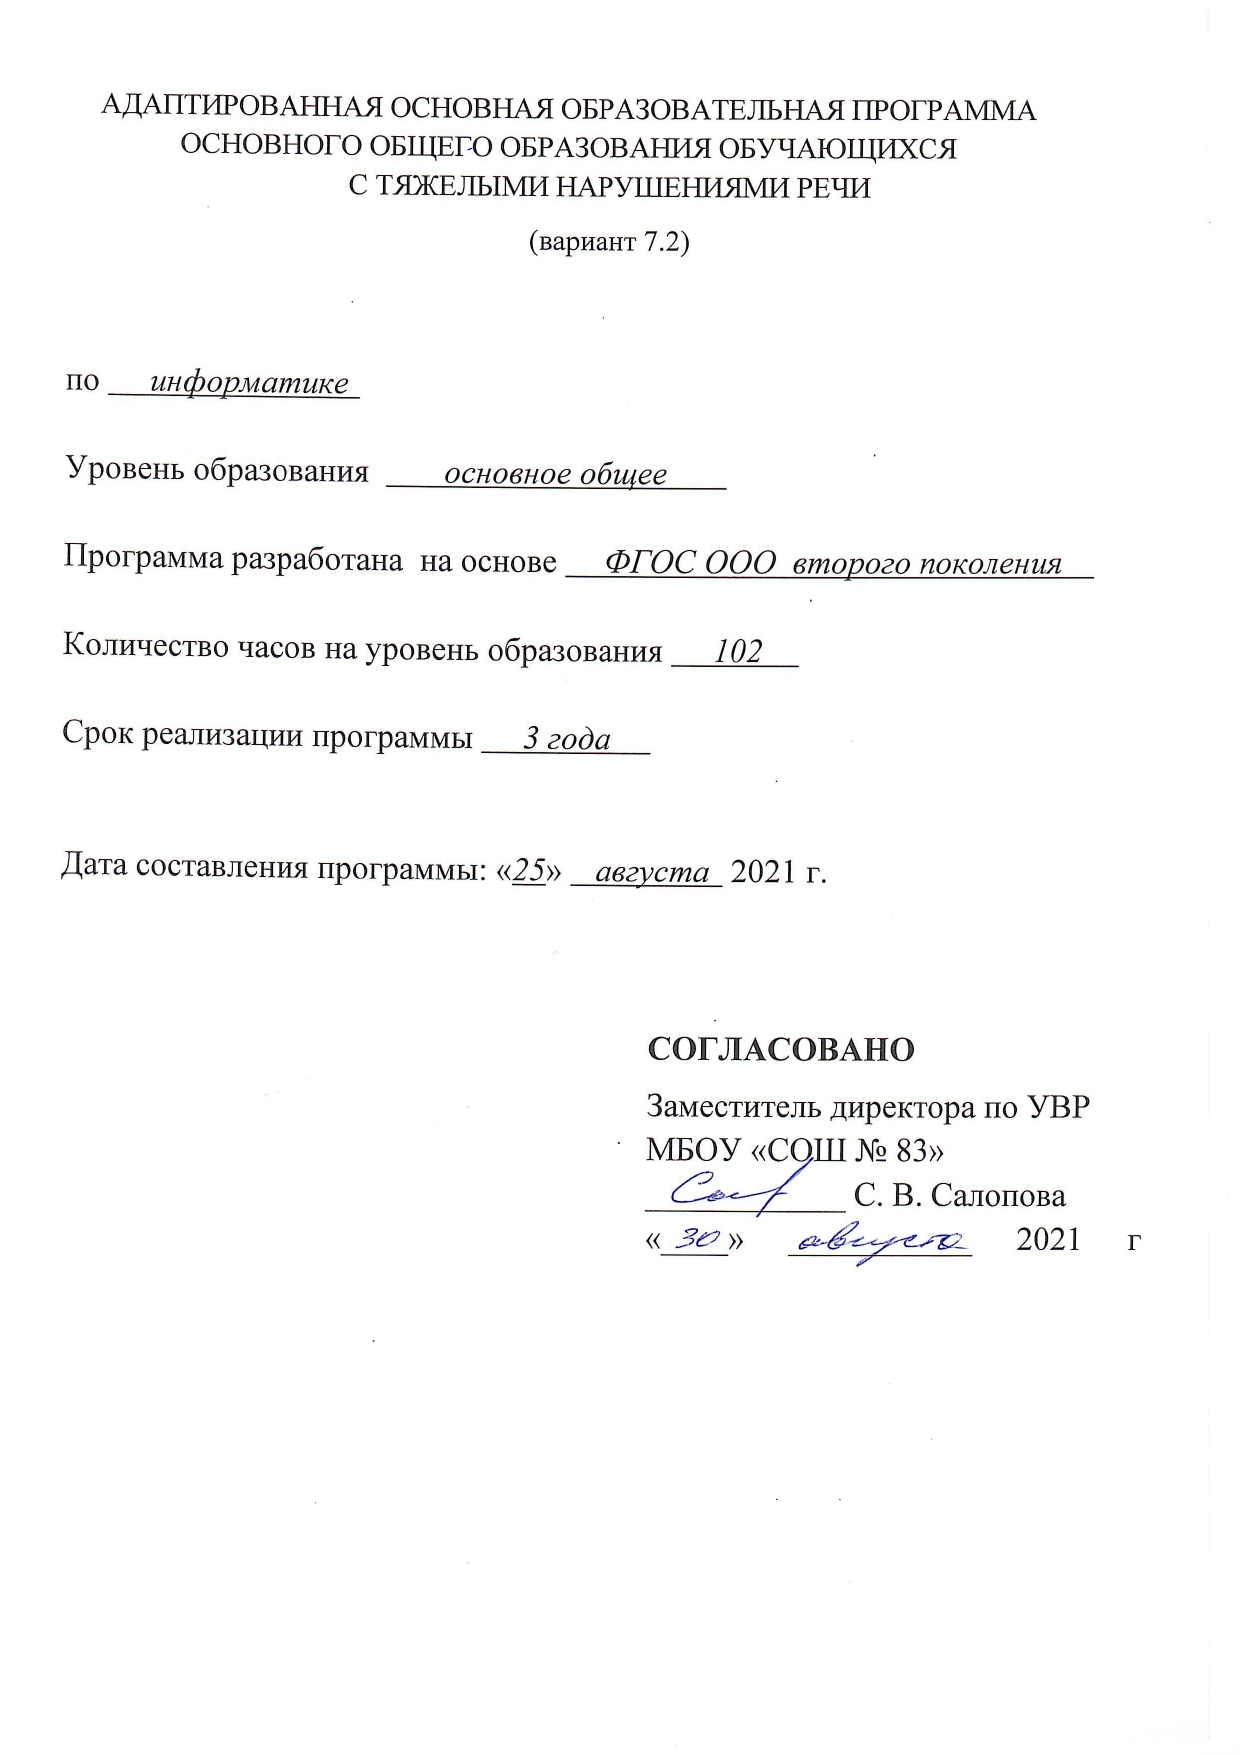 АДАПТИРОВАННАЯ ОСНОВНАЯ ОБРАЗОВАТЕЛЬНАЯ ПРОГРАММА
ОСНОВНОГО ОБЩЕГО ОБРАЗОВАНИЯ ОБУЧАЮЩИХСЯ
С ТЯЖЕЛЫМИ НАРУШЕНИЯМИ РЕЧИ
(вариант 7.2)
по информатике
Уровень образования основное общее
Программа разработана на основе ФГОС ООО второго поколения
Количество часов на уровень образования 102
Срок реализации программы 3 года
Дата составления программы: «25» августа 2021 г.
СОГЛАСОВАНО
Заместитель директора по УВР
МБОУ «СОШ № 83»
С. В. Салопова
«30» августа 2021 г